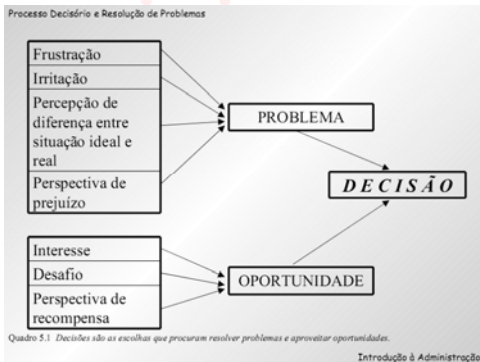 Processo Decisório e Resolução de Problemas
Frustração
Irritação
Percepção de
diferença entre
situação ideal e
real
Perspectiva de
prejuízo
PROBLEMA
DECISÃO
Interesse
Desafio
Perspectiva de
recompensa
OPORTUNIDADE
Quadro 5.1 Decisões são as escolhas que procuram resolver problemas e aproveitar oportunidades.
Introdução à Administração